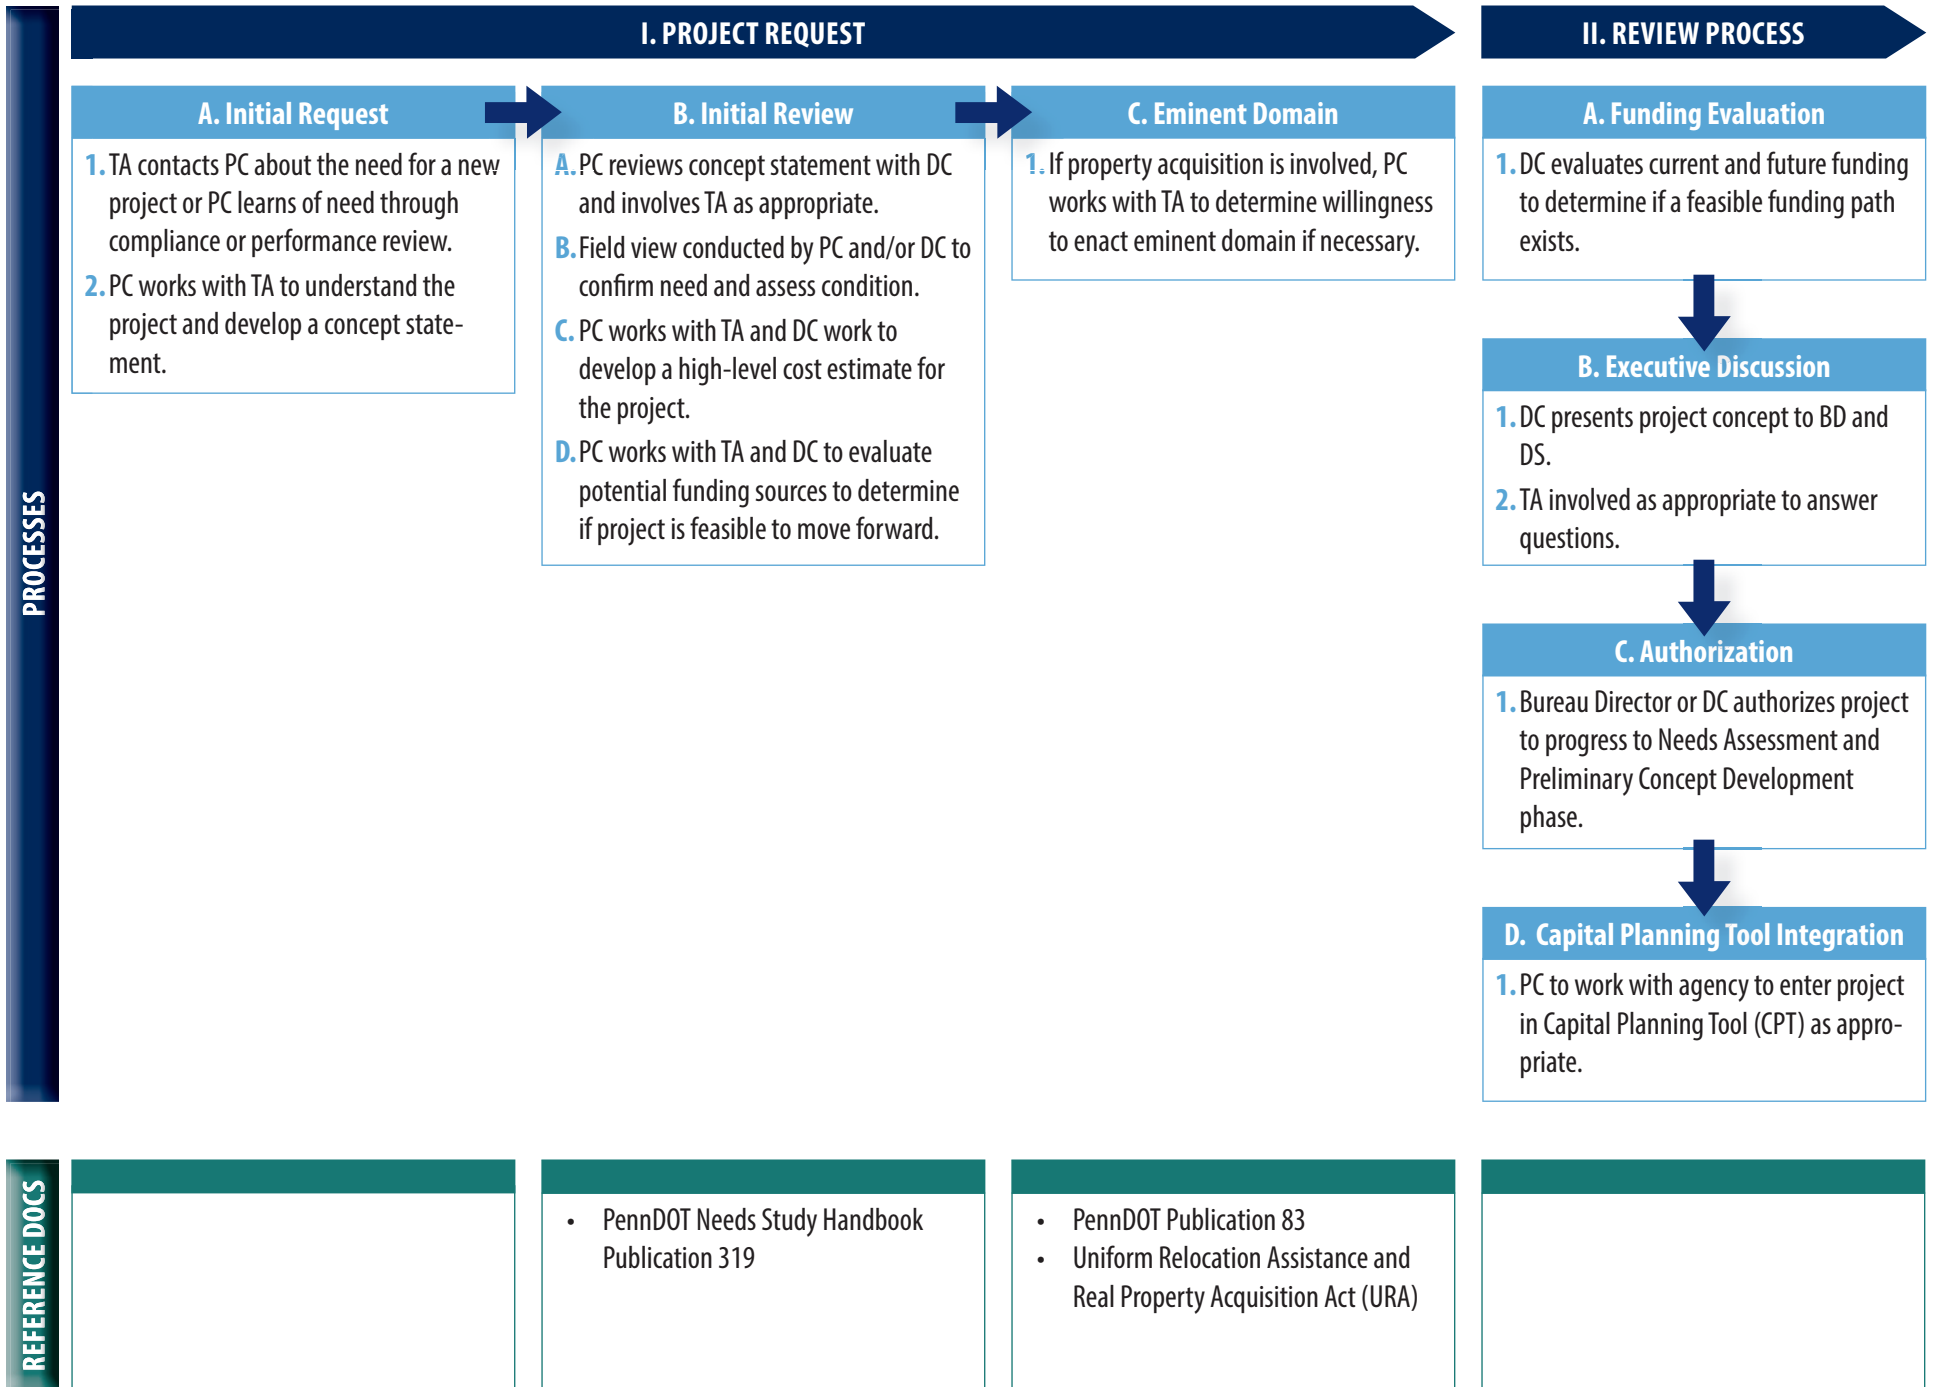 I. PROJECT REQUEST
II. REVIEW PROCESS
PROCESSES
A. Initial Request
1. TA contacts PC about the need for a new
project or PC learns of need through
compliance or performance review.
2. PC works with TA to understand the
project and develop a concept state-
ment.
B. Initial Review
A. PC reviews concept statement with DC
and involves TA as appropriate.
B. Field view conducted by PC and/or DC to
confirm need and assess condition.
C. PC works with TA and DC work to
develop a high-level cost estimate for
the project.
D. PC works with TA and DC to evaluate
potential funding sources to determine
if project is feasible to move forward.
C. Eminent Domain
1. If property acquisition is involved, PC
works with TA to determine willingness
to enact eminent domain if necessary.
A. Funding Evaluation
1. DC evaluates current and future funding
to determine if a feasible funding path
exists.
B. Executive Discussion
1. DC presents project concept to BD and
DS.
2. TA involved as appropriate to answer
questions.
C. Authorization
1. Bureau Director or DC authorizes project
to progress to Needs Assessment and
Preliminary Concept Development
phase.
D. Capital Planning Tool Integration
1. PC to work with agency to enter project
in Capital Planning Tool (CPT) as appro-
priate.
REFERENCE DOCS
• PennDOT Needs Study Handbook
Publication 319
• PennDOT Publication 83
• Uniform Relocation Assistance and
Real Property Acquisition Act (URA)